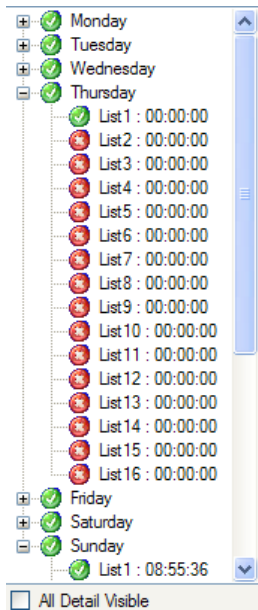 Monday
Tuesday
Wednesday
Thursday
List1 : 00:00:00
List2 : 00:00:00
List3 : 00:00:00
List4 : 00:00:00
List5 : 00:00:00
List6 : 00:00:00
List7 : 00:00:00
List8 : 00:00:00
List9 : 00:00:00
List10 : 00:00:00
List11 : 00:00:00
List12 : 00:00:00
List13 : 00:00:00
List14 : 00:00:00
List15 : 00:00:00
List16 : 00:00:00
Friday
Saturday
Sunday
List1 : 08:55:36
All Detail Visible